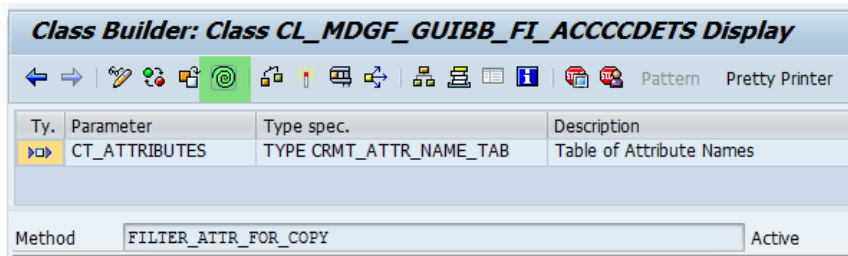 Class Builder: Class CL_MDGF_GUIBB_FI_ACCCCDETS Display
Pattern Pretty Printer
Ty. Parameter Type spec. Description
CT_ATTRIBUTES TYPE CRMT_ATTR_NAME_TAB Table of Attribute Names
Method FILTER_ATTR_FOR_COPY Active